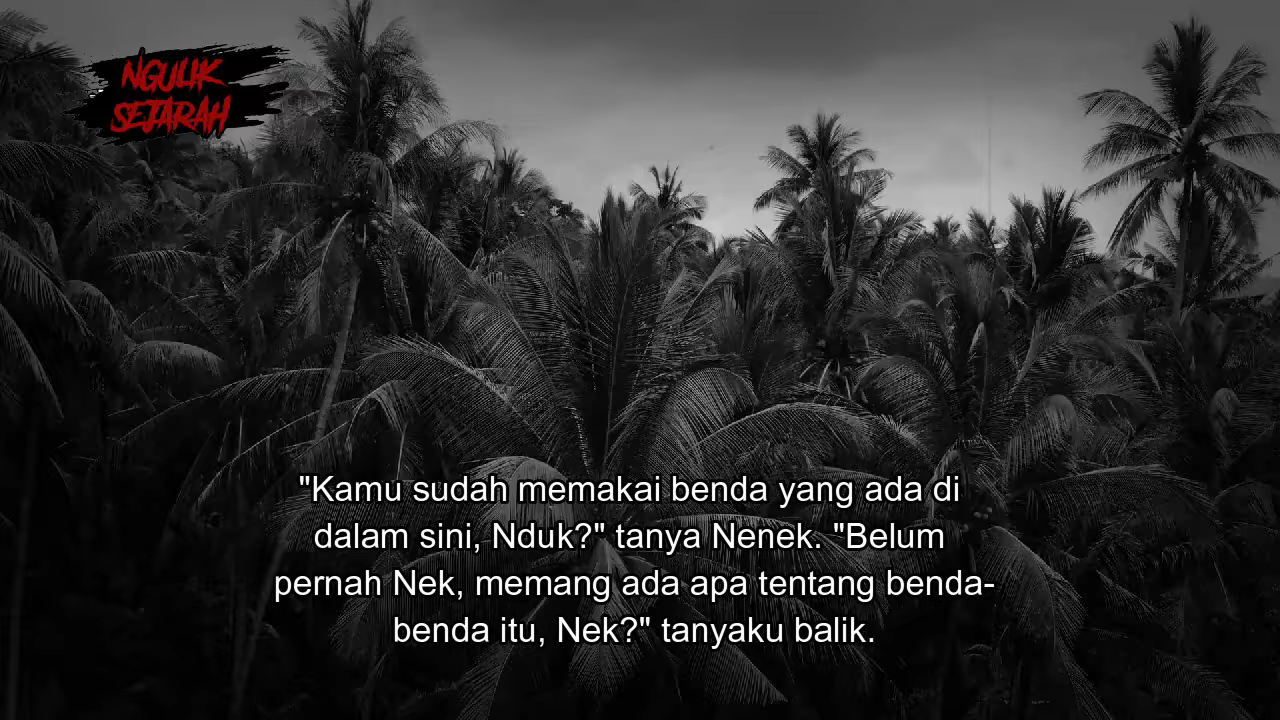 NGULIK
SEJARAH
"Kamu sudah memakai benda yang ada di
dalam sini, Nduk?" tanya Nenek. "Belum
pernah Nek, memang ada apa tentang benda-
benda itu, Nek?" tanyaku balik.